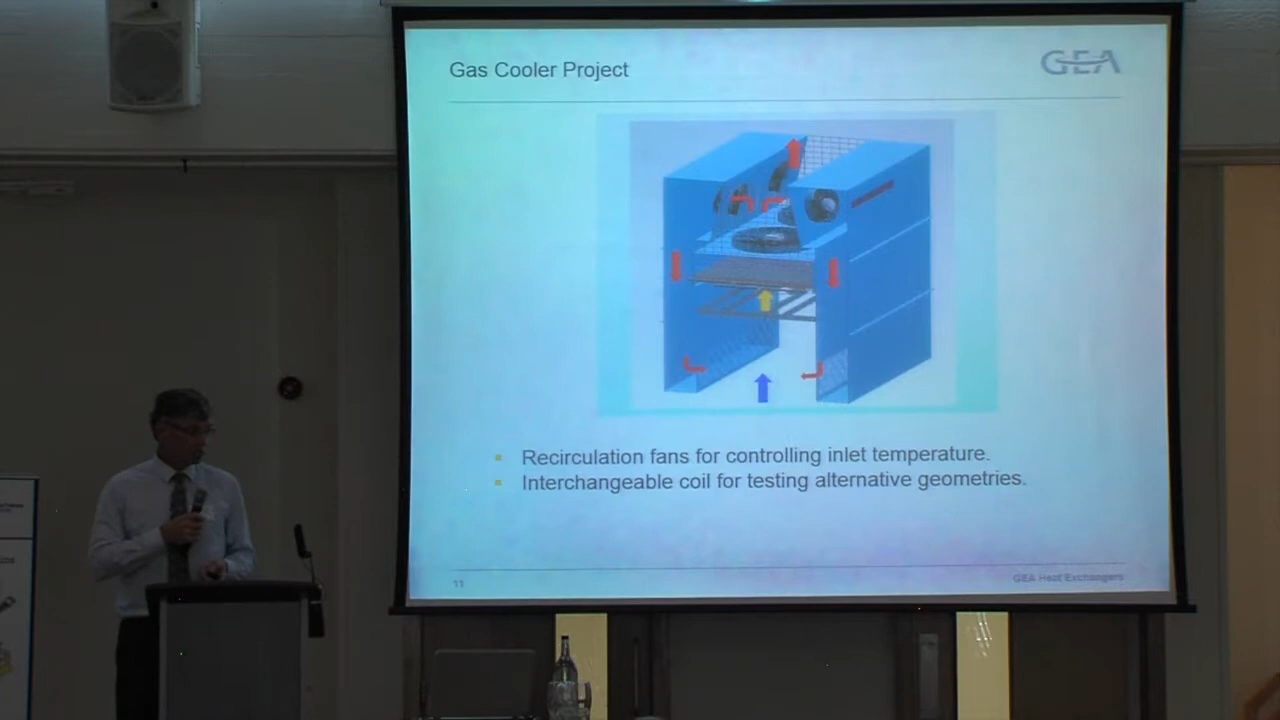 Gas Cooler Project
GEA
Recirculation fans for controlling inlet temperature.
Interchangeable coil for testing alternative geometries.
11
GEA Heat Exchangers